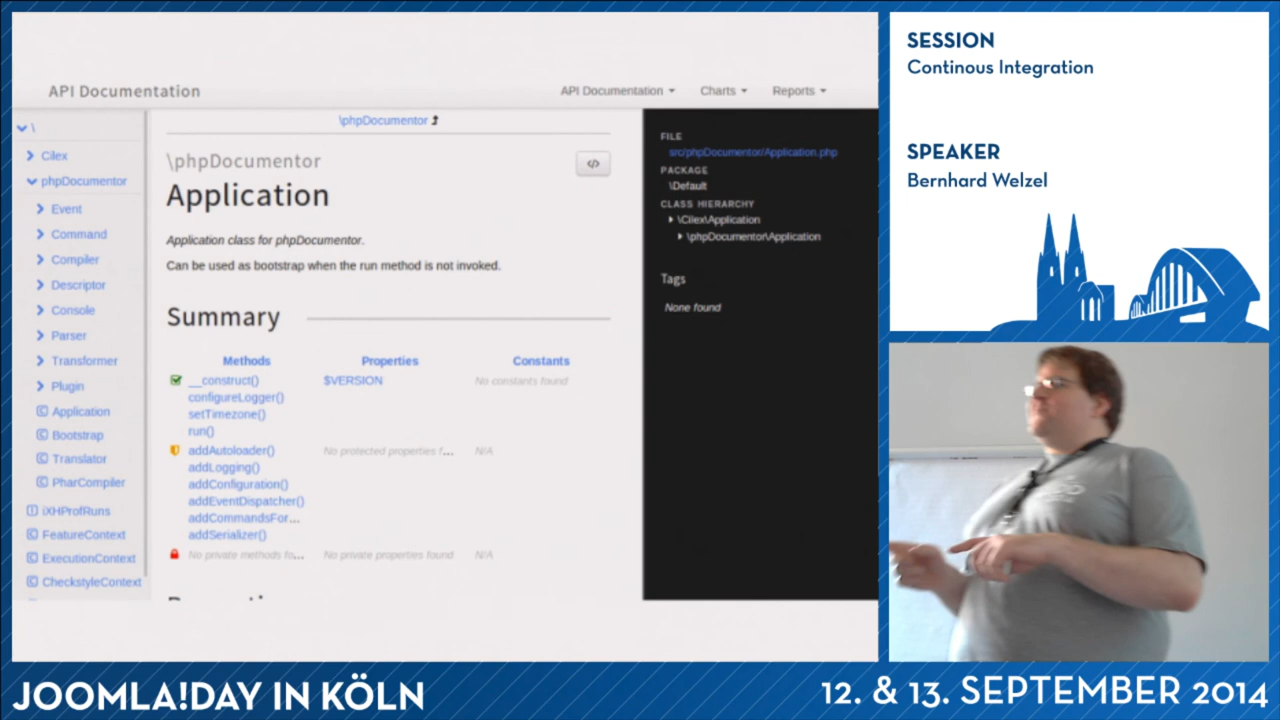 API Documentation
API Documentation
Charts
Reports
\
Cilex
phpDocumentor
Event
Command
Compiler
Descriptor
Console
Parser
Transformer
Plugin
Application
Bootstrap
Translator
PharCompiler
iXHProfRuns
FeatureContext
ExecutionContext
CheckstyleContext
\phpDocumentor
\phpDocumentor
</>
Application
Application class for phpDocumentor.
Can be used as bootstrap when the run method is not invoked.
Summary
Methods Properties Constants
__construct() $VERSION No constants found
configureLogger()
setTimezone()
run()
addAutoloader() No protected properties f... N/A
addLogging()
addConfiguration()
addEventDispatcher()
addCommandsFor...
addSerializer()
No private methods fo... No private properties found N/A
FILE
src/phpDocumentor/Application.php
PACKAGE
\Default
CLASS HIERARCHY
\Cilex\Application
\phpDocumentor\Application
Tags
None found
SESSION
Continous Integration
SPEAKER
Bernhard Welzel
JOOMLA!DAY IN KÖLN
12. & 13. SEPTEMBER 2014